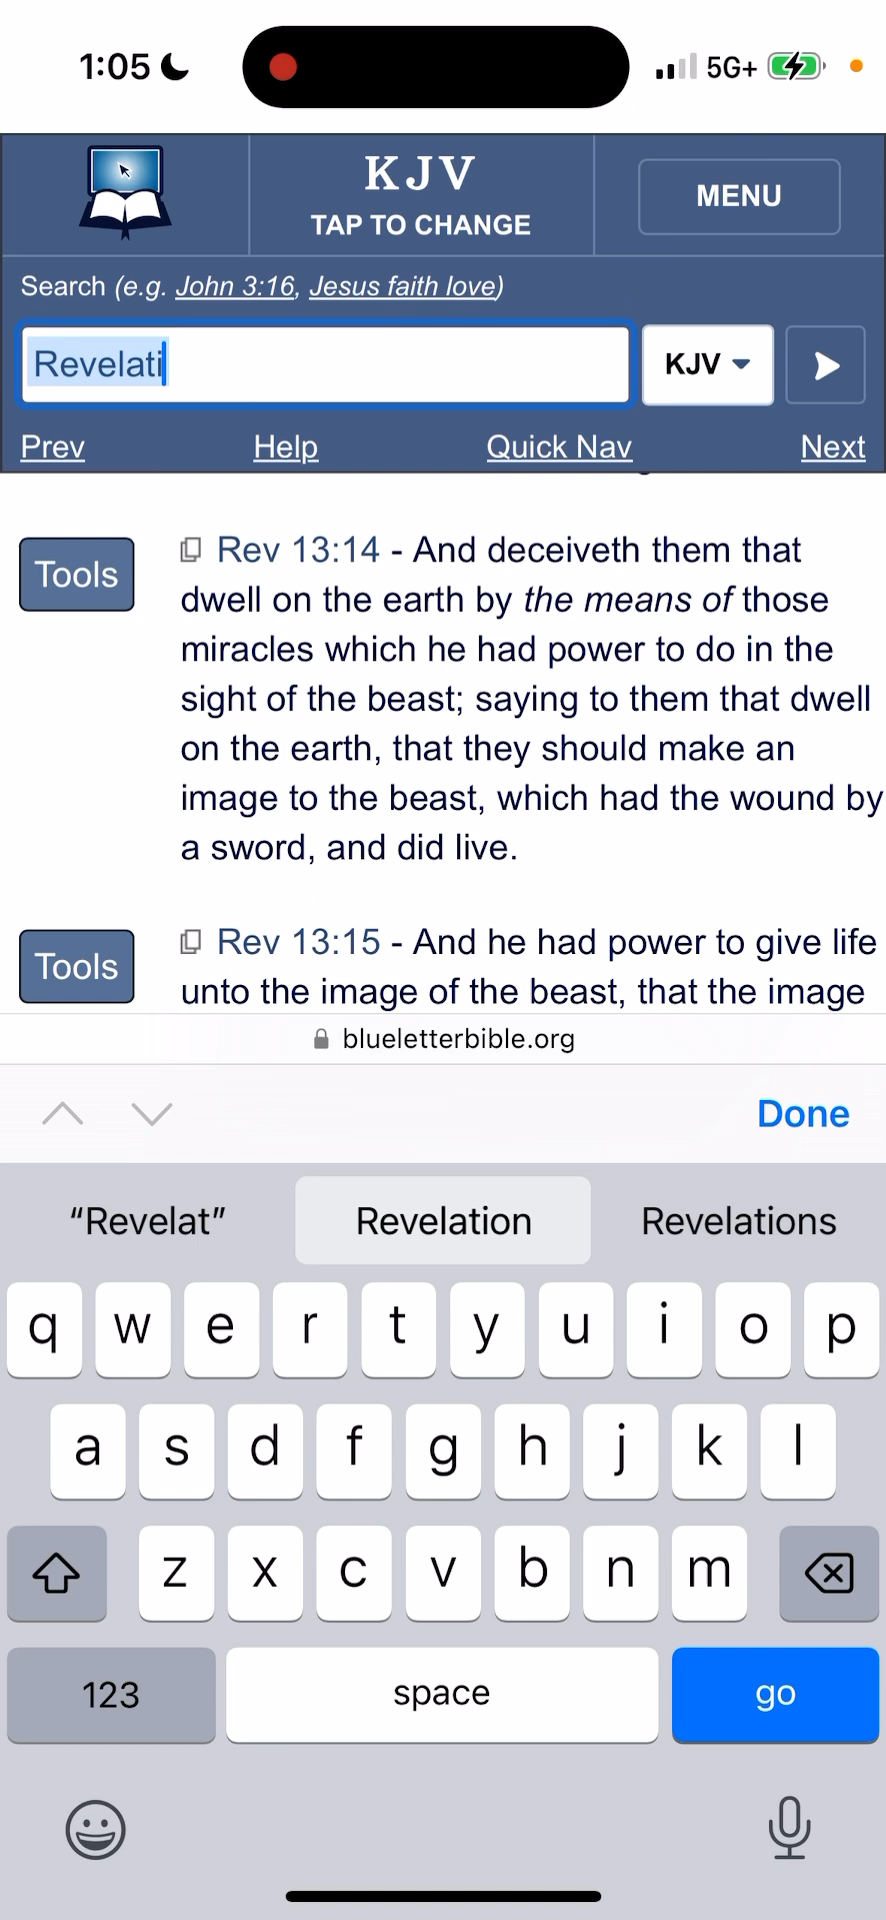 1:05 5G+
KJV
TAP TO CHANGE
MENU
Search (e.g. John 3:16, Jesus faith love)
Revelati KJV
Prev Help Quick Nav Next
Tools Rev 13:14 - And deceiveth them that
dwell on the earth by the means of those
miracles which he had power to do in the
sight of the beast; saying to them that dwell
on the earth, that they should make an
image to the beast, which had the wound by
a sword, and did live.
Tools Rev 13:15 - And he had power to give life
unto the image of the beast, that the image
blueletterbible.org
Done
“Revelat” Revelation Revelations
q w e r t y u i o p
a s d f g h j k l
z x c v b n m
123 space go